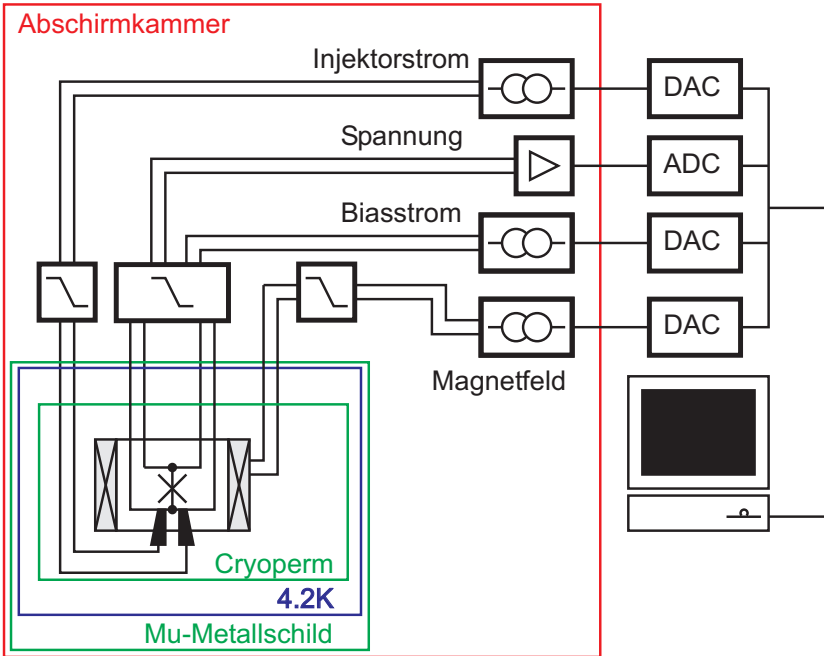 Abschirmkammer
Injektorstrom
DAC
Spannung
ADC
Biasstrom
DAC
DAC
Magnetfeld
Cryoperm
4.2K
Mu-Metallschild